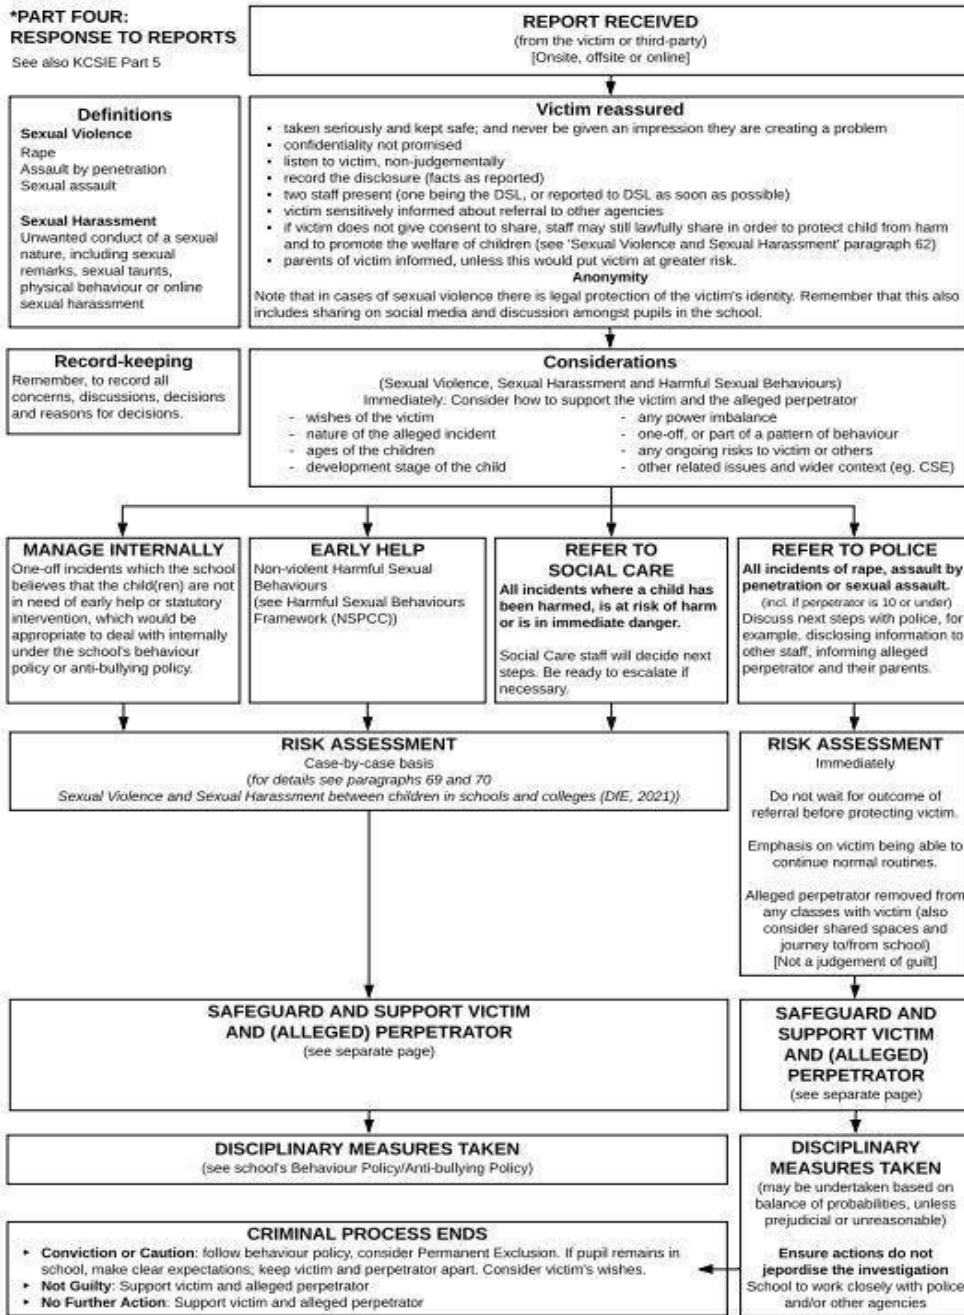 *PART FOUR:
RESPONSE TO REPORTS
See also KCSIE Part 5
REPORT RECEIVED
(from the victim or third-party)
[Onsite, offsite or online]
Definitions
Sexual Violence
Rape
Assault by penetration
Sexual assault
Sexual Harassment
Unwanted conduct of a sexual
nature, including sexual
remarks, sexual taunts,
physical behaviour or online
sexual harassment
Victim reassured
• taken seriously and kept safe; and never be given an impression they are creating a problem
• confidentiality not promised
• listen to victim, non-judgementally
• record the disclosure (facts as reported)
• two staff present (one being the DSL, or reported to DSL as soon as possible)
• victim sensitively informed about referral to other agencies
• if victim does not give consent to share, staff may still lawfully share in order to protect child from harm
and to promote the welfare of children (see 'Sexual Violence and Sexual Harassment' paragraph 62)
• parents of victim informed, unless this would put victim at greater risk.
Anonymity
Note that in cases of sexual violence there is legal protection of the victim's identity. Remember that this also
includes sharing on social media and discussion amongst pupils in the school.
Record-keeping
Remember, to record all
concerns, discussions, decisions
and reasons for decisions.
Considerations
(Sexual Violence, Sexual Harassment and Harmful Sexual Behaviours)
Immediately: Consider how to support the victim and the alleged perpetrator
- wishes of the victim
- nature of the alleged incident
- ages of the children
- development stage of the child
- any power imbalance
- one-off, or part of a pattern of behaviour
- any ongoing risks to victim or others
- other related issues and wider context (eg. CSE)
MANAGE INTERNALLY
One-off incidents which the school
believes that the child(ren) are not
in need of early help or statutory
intervention, which would be
appropriate to deal with internally
under the school's behaviour
policy or anti-bullying policy.
EARLY HELP
Non-violent Harmful Sexual
Behaviours
(see Harmful Sexual Behaviours
Framework (NSPCC))
REFER TO
SOCIAL CARE
All incidents where a child has
been harmed, is at risk of harm
or is in immediate danger.
Social Care staff will decide next
steps. Be ready to escalate if
necessary.
REFER TO POLICE
All incidents of rape, assault by
penetration or sexual assault.
(incl. if perpetrator is 10 or under)
Discuss next steps with police, for
example, disclosing information to
other staff, informing alleged
perpetrator and their parents.
RISK ASSESSMENT
Case-by-case basis
(for details see paragraphs 69 and 70
Sexual Violence and Sexual Harassment between children in schools and colleges (DfE, 2021))
RISK ASSESSMENT
Immediately
Do not wait for outcome of
referral before protecting victim.
Emphasis on victim being able to
continue normal routines.
Alleged perpetrator removed from
any classes with victim (also
consider shared spaces and
journey to/from school)
[Not a judgement of guilt]
SAFEGUARD AND SUPPORT VICTIM
AND (ALLEGED) PERPETRATOR
(see separate page)
SAFEGUARD AND
SUPPORT VICTIM
AND (ALLEGED)
PERPETRATOR
(see separate page)
DISCIPLINARY MEASURES TAKEN
(see school's Behaviour Policy/Anti-bullying Policy)
DISCIPLINARY
MEASURES TAKEN
(may be undertaken based on
balance of probabilities, unless
prejudicial or unreasonable)
Ensure actions do not
jepordise the investigation
School to work closely with police
and/or other agencies
CRIMINAL PROCESS ENDS
▸ Conviction or Caution: follow behaviour policy, consider Permanent Exclusion. If pupil remains in
school, make clear expectations; keep victim and perpetrator apart. Consider victim's wishes.
▸ Not Guilty: Support victim and alleged perpetrator
▸ No Further Action: Support victim and alleged perpetrator